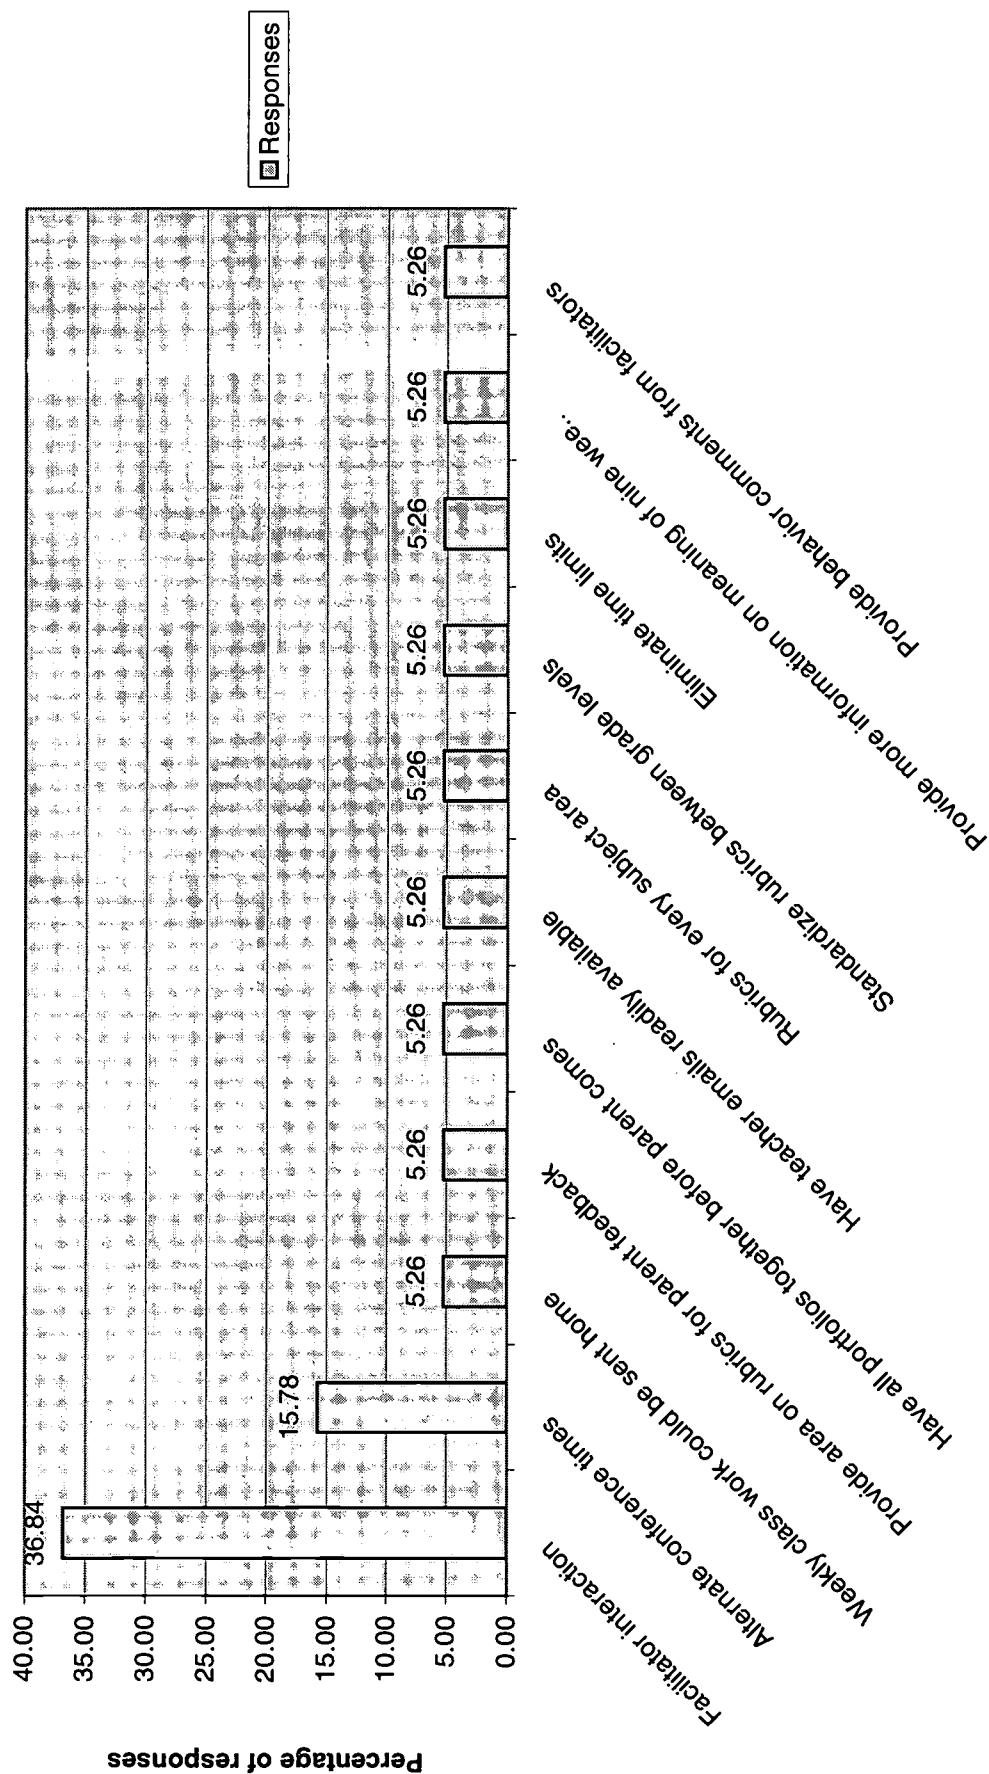 Responses
Percentage of responses
40.00
35.00
30.00
25.00
20.00
15.00
10.00
5.00
0.00
36.84
15.78
5.26
5.26
5.26
5.26
5.26
5.26
5.26
5.26
5.26
Facilitator interaction
Alternate conference times
Weekly class work could be sent home
Provide area on rubrics for parent feedback
Have all portfolios together before parent comes
Have teacher emails readily available
Rubrics for every subject area
Standardize rubrics between grade levels
Eliminate time limits
Provide more information on meaning of nine wee..
Provide behavior comments from facilitators